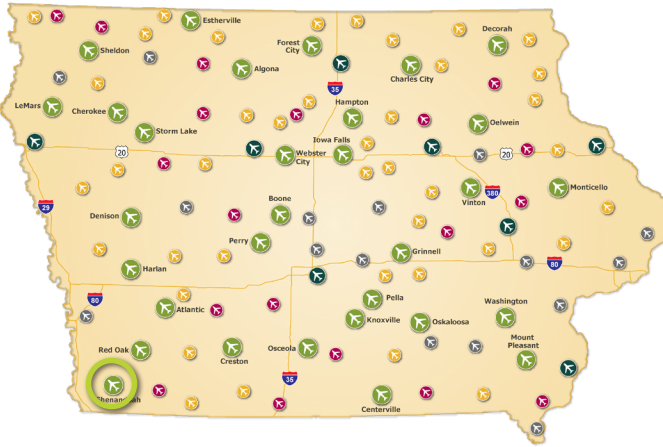 Estherville
Decorah
Forest
City
Sheldon
Algona
Charles City
35
LeMars
Cherokee
Hampton
Storm Lake
Oelwein
Iowa Falls
20
Webster
City
20
29
Boone
Vinton
380
Monticello
Denison
Perry
Grinnell
Harlan
80
80
Atlantic
Pella
Washington
Knoxville
Oskaloosa
Mount
Pleasant
Red Oak
Creston
Osceola
35
Shenandoah
Centerville